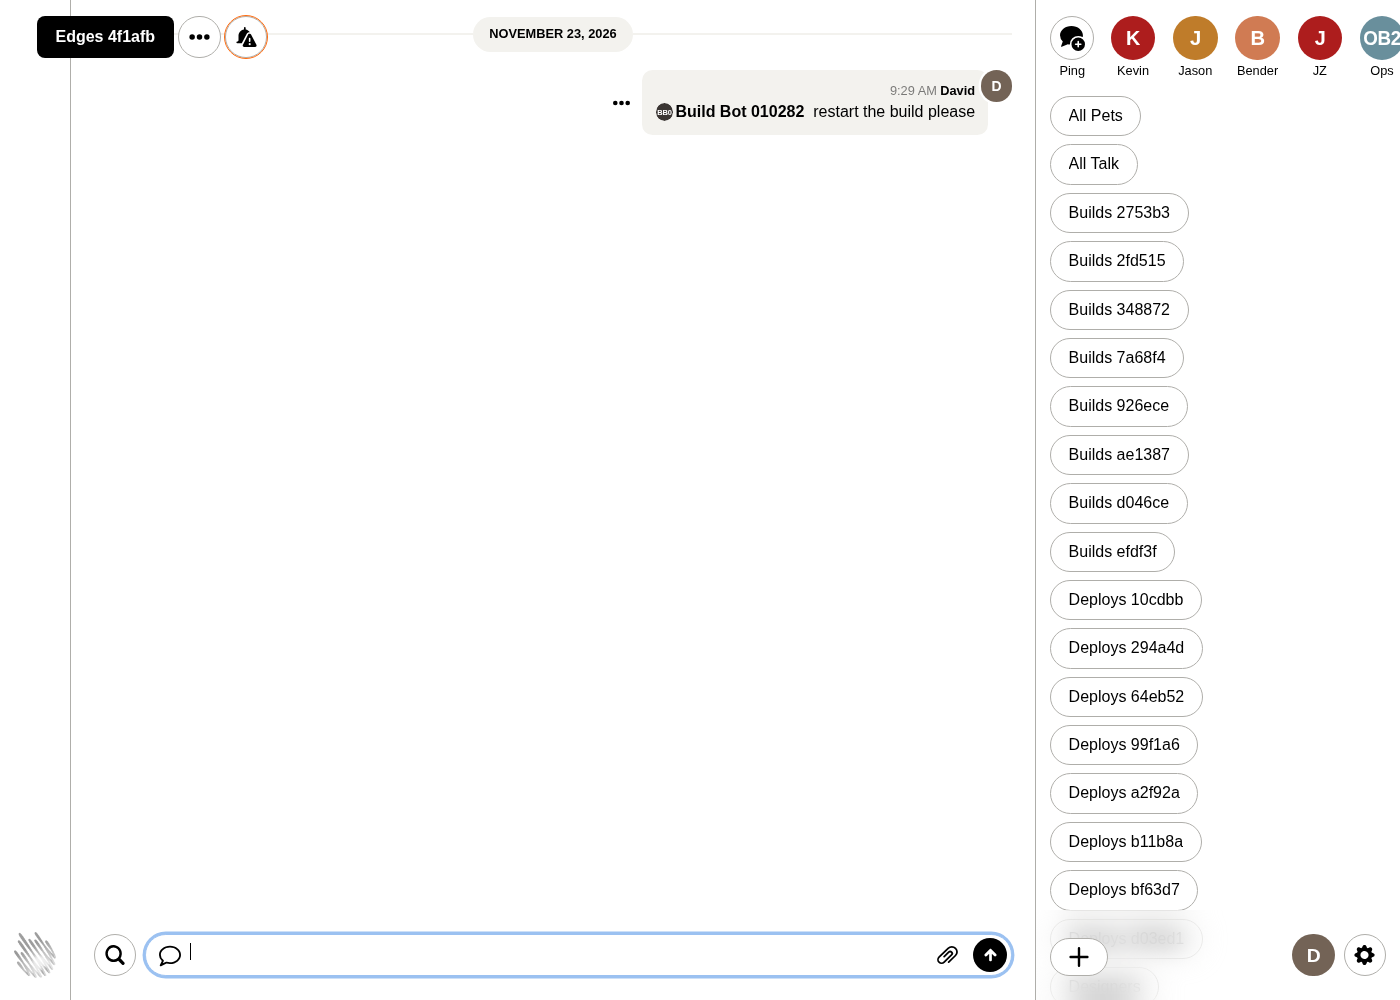 Edges 4f1afb
NOVEMBER 23, 2026
9:29 AM David
D
BB0 Build Bot 010282 restart the build please
K
J
B
J
OB2
Ping
Kevin
Jason
Bender
JZ
Ops
All Pets
All Talk
Builds 2753b3
Builds 2fd515
Builds 348872
Builds 7a68f4
Builds 926ece
Builds ae1387
Builds d046ce
Builds efdf3f
Deploys 10cdbb
Deploys 294a4d
Deploys 64eb52
Deploys 99f1a6
Deploys a2f92a
Deploys b11b8a
Deploys bf63d7
Deploys d03ed1
D